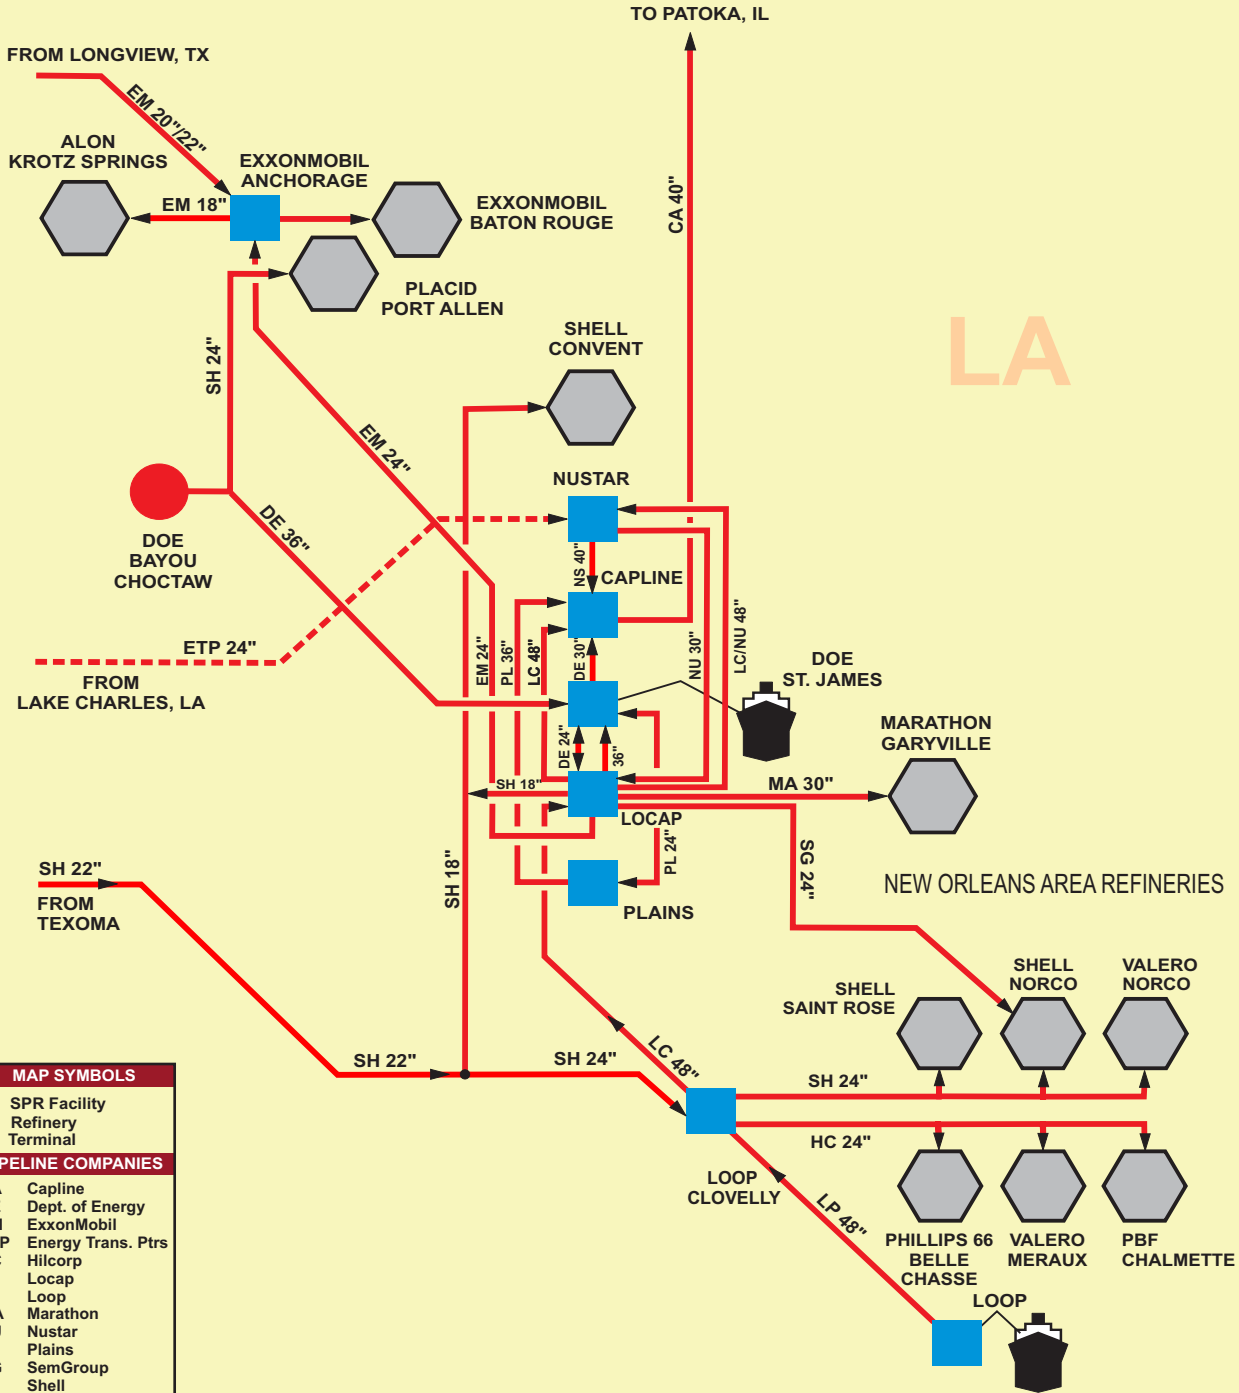 TO PATOKA, IL
FROM LONGVIEW, TX
EM 20"/22"
ALON
KROTZ SPRINGS
EXXONMOBIL
ANCHORAGE
EM 18"
EXXONMOBIL
BATON ROUGE
CA 40"
PLACID
PORT ALLEN
SH 24"
SHELL
CONVENT
LA
EM 24"
NUSTAR
DE 36"
DOE
BAYOU
CHOCTAW
NS 40"
CAPLINE
ETP 24"
FROM
LAKE CHARLES, LA
EM 24"
PL 36"
LC 48"
DE 30"
NU 30"
LC/NU 48"
DOE
ST. JAMES
MARATHON
GARYVILLE
DE 24"
36"
SH 18"
MA 30"
LOCAP
PL 24"
SG 24"
SH 18"
SH 22"
FROM
TEXOMA
PLAINS
NEW ORLEANS AREA REFINERIES
SHELL
SAINT ROSE
SHELL
NORCO
VALERO
NORCO
SH 22"
SH 24"
LC 48"
SH 24"
HC 24"
LOOP
CLOVELLY
LP 48"
PHILLIPS 66
BELLE
CHASSE
VALERO
MERAUX
PBF
CHALMETTE
LOOP
MAP SYMBOLS
SPR Facility
Refinery
Terminal
PELINE COMPANIES
Capline
Dept. of Energy
ExxonMobil
P Energy Trans. Ptrs
Hilcorp
Locap
Loop
A Marathon
Nustar
Plains
SemGroup
Shell